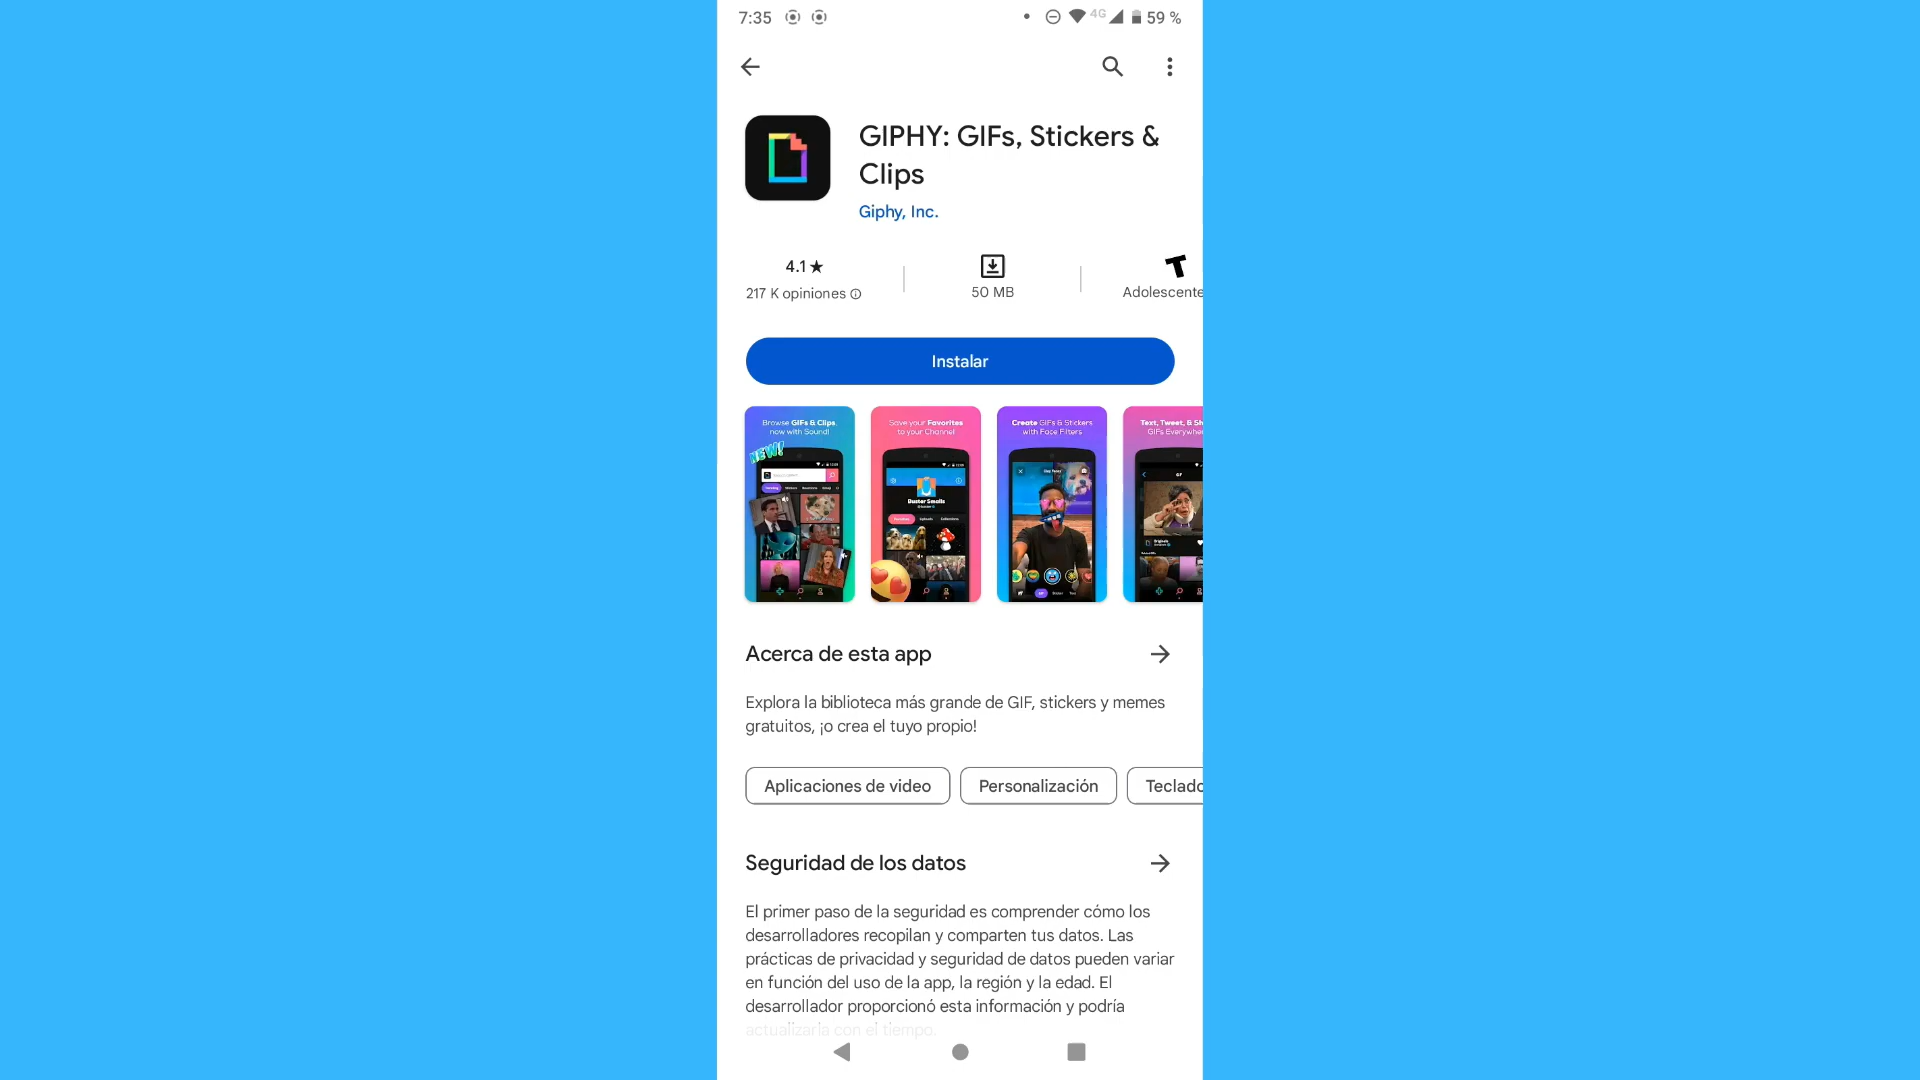 7:35
4G
59 %
GIPHY: GIFs, Stickers &
Clips
Giphy, Inc.
4.1★
217 K opiniones
50 MB
Adolescente
Instalar
Browse GIFs & Clips,
now with Sound!
NEW!
Save your Favorites
to your Channel
Buster Smalls
Create GIFs & Stickers
with Face Filters
Text, Tweet, & Sh
GIFs Everywhe
Acerca de esta app
Explora la biblioteca más grande de GIF, stickers y memes
gratuitos, ¡o crea el tuyo propio!
Aplicaciones de video
Personalización
Teclado
Seguridad de los datos
El primer paso de la seguridad es comprender cómo los
desarrolladores recopilan y comparten tus datos. Las
prácticas de privacidad y seguridad de datos pueden variar
en función del uso de la app, la región y la edad. El
desarrollador proporcionó esta información y podría
actualizarla con el tiempo.